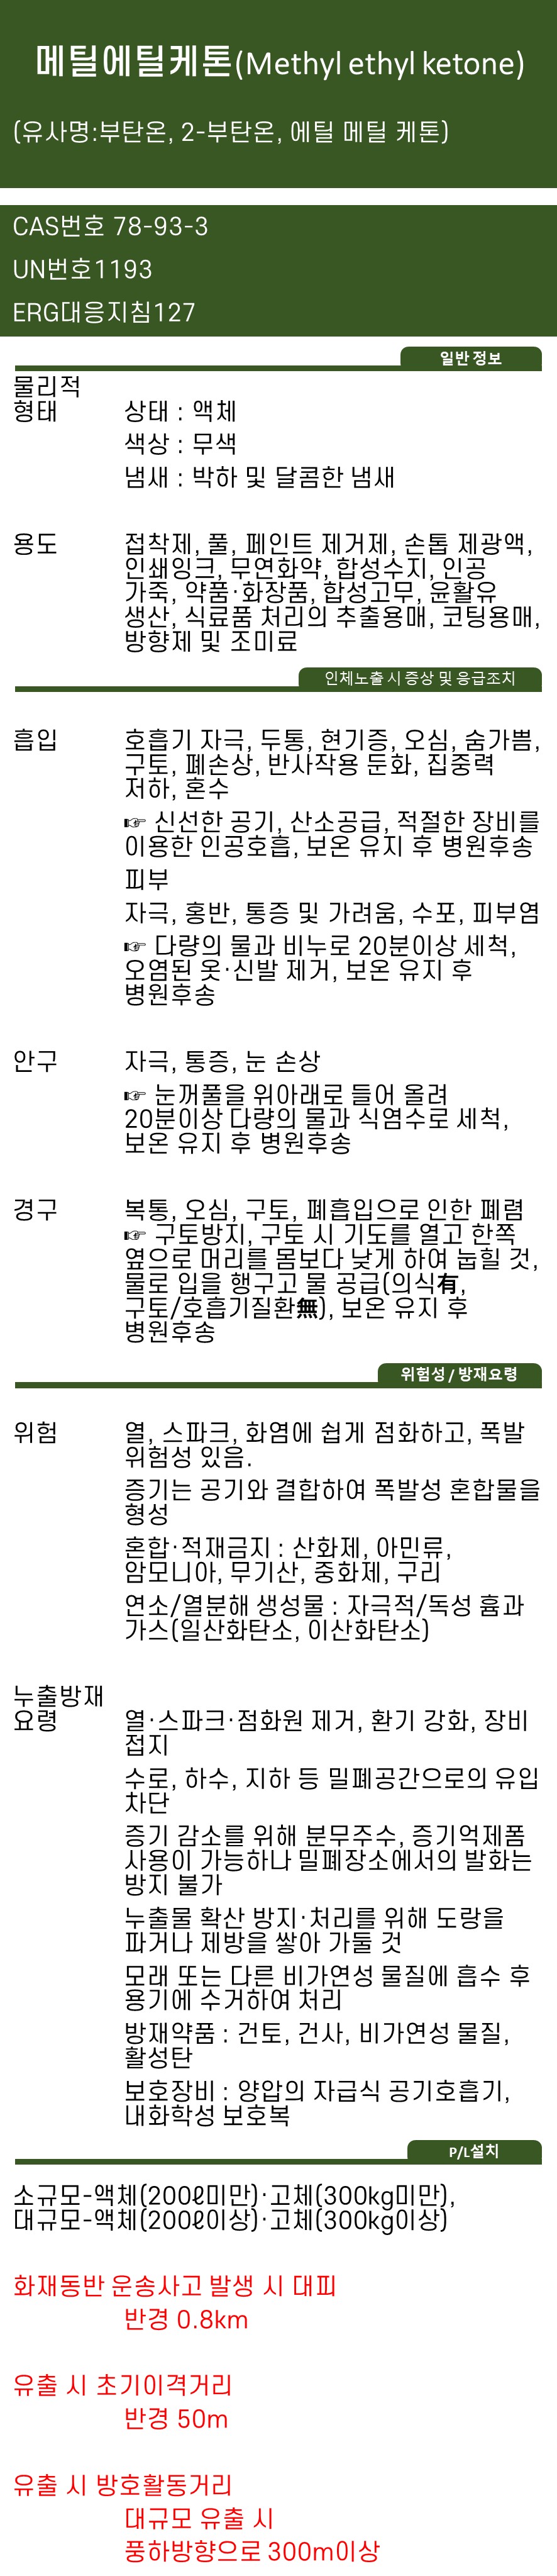 메틸에틸케톤(Methyl ethyl ketone)
(유사명:부탄온, 2-부탄온, 에틸 메틸 케톤)
CAS번호 78-93-3
UN번호1193
ERG대응지침127
일반 정보
물리적
형태
상태 : 액체
색상 : 무색
냄새 : 박하 및 달콤한 냄새
용도
접착제, 풀, 페인트 제거제, 손톱 제광액,
인쇄잉크, 무연화약, 합성수지, 인공
가죽, 약품·화장품, 합성고무, 윤활유
생산, 식료품 처리의 추출용매, 코팅용매,
방향제 및 조미료
인체노출 시 증상 및 응급조치
흡입
호흡기 자극, 두통, 현기증, 오심, 숨가쁨,
구토, 폐손상, 반사작용 둔화, 집중력
저하, 혼수
☞ 신선한 공기, 산소공급, 적절한 장비를
이용한 인공호흡, 보온 유지 후 병원후송
피부
자극, 홍반, 통증 및 가려움, 수포, 피부염
☞ 다량의 물과 비누로 20분이상 세척,
오염된 옷·신발 제거, 보온 유지 후
병원후송
안구
자극, 통증, 눈 손상
☞ 눈꺼풀을 위아래로 들어 올려
20분이상 다량의 물과 식염수로 세척,
보온 유지 후 병원후송
경구
복통, 오심, 구토, 폐흡입으로 인한 폐렴
☞ 구토방지, 구토 시 기도를 열고 한쪽
옆으로 머리를 몸보다 낮게 하여 눕힐 것,
물로 입을 행구고 물 공급(의식有,
구토/호흡기질환無), 보온 유지 후
병원후송
위험성 / 방재요령
위험
열, 스파크, 화염에 쉽게 점화하고, 폭발
위험성 있음.
증기는 공기와 결합하여 폭발성 혼합물을
형성
혼합·적재금지 : 산화제, 아민류,
암모니아, 무기산, 중화제, 구리
연소/열분해 생성물 : 자극적/독성 흄과
가스(일산화탄소, 이산화탄소)
누출방재
요령
열·스파크·점화원 제거, 환기 강화, 장비
접지
수로, 하수, 지하 등 밀폐공간으로의 유입
차단
증기 감소를 위해 분무주수, 증기억제폼
사용이 가능하나 밀폐장소에서의 발화는
방지 불가
누출물 확산 방지·처리를 위해 도랑을
파거나 제방을 쌓아 가둘 것
모래 또는 다른 비가연성 물질에 흡수 후
용기에 수거하여 처리
방재약품 : 건토, 건사, 비가연성 물질,
활성탄
보호장비 : 양압의 자급식 공기호흡기,
내화학성 보호복
P/L설치
소규모-액체(200ℓ미만)·고체(300kg미만),
대규모-액체(200ℓ이상)·고체(300kg이상)
화재동반 운송사고 발생 시 대피
반경 0.8km
유출 시 초기이격거리
반경 50m
유출 시 방호활동거리
대규모 유출 시
풍하방향으로 300m이상